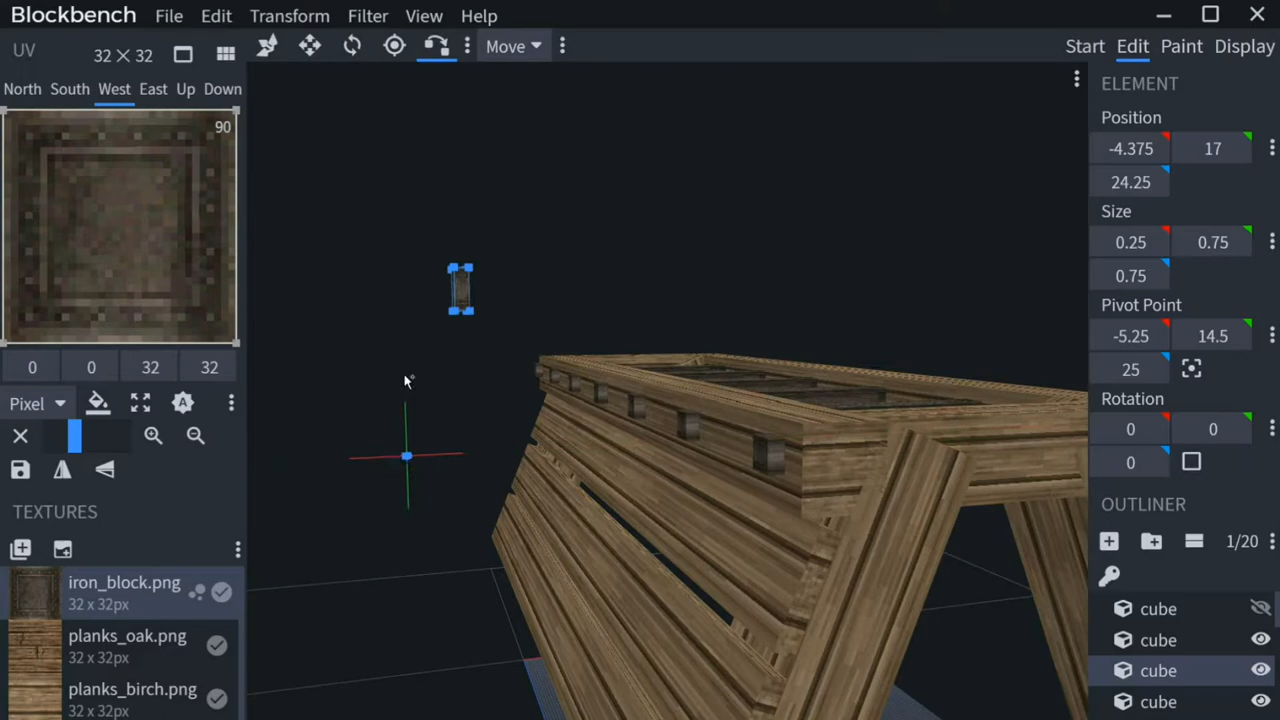 Blockbench File Edit Transform Filter View Help
UV 32 × 32 Move Start Edit Paint Display
North South West East Up Down
90
0 0 32 32
Pixel
TEXTURES
iron_block.png
32 x 32px
planks_oak.png
32 x 32px
planks_birch.png
32 x 32px
ELEMENT
Position
-4.375 17
24.25
Size
0.25 0.75
0.75
Pivot Point
-5.25 14.5
25
Rotation
0 0
0
OUTLINER
1/20
cube
cube
cube
cube